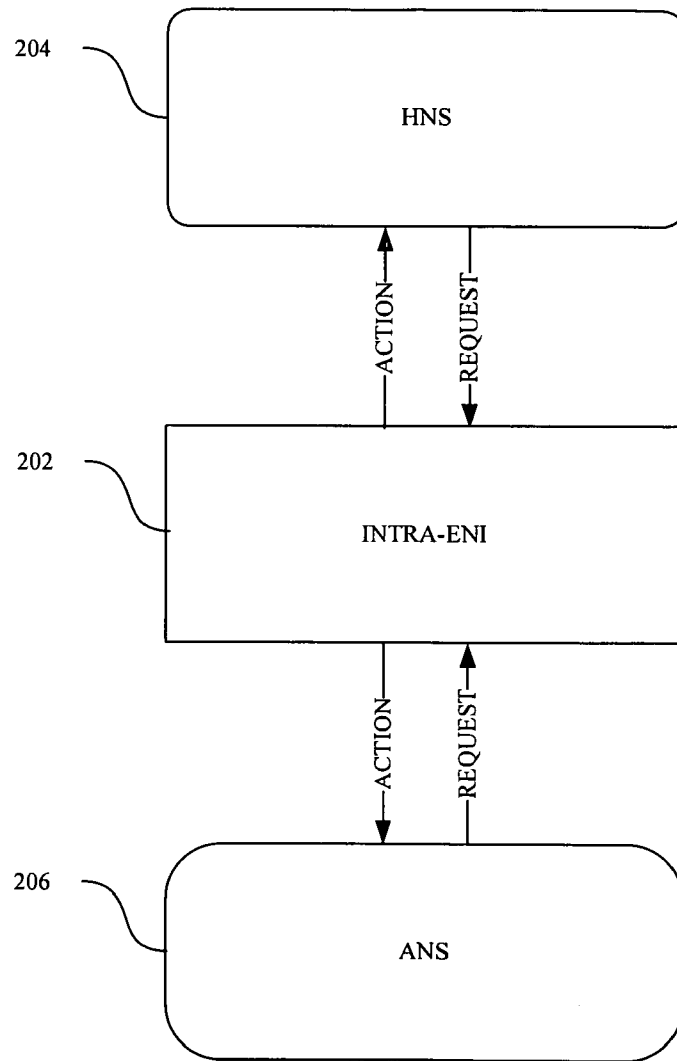 204
HNS
ACTION
REQUEST
202
INTRA-ENI
ACTION
REQUEST
206
ANS